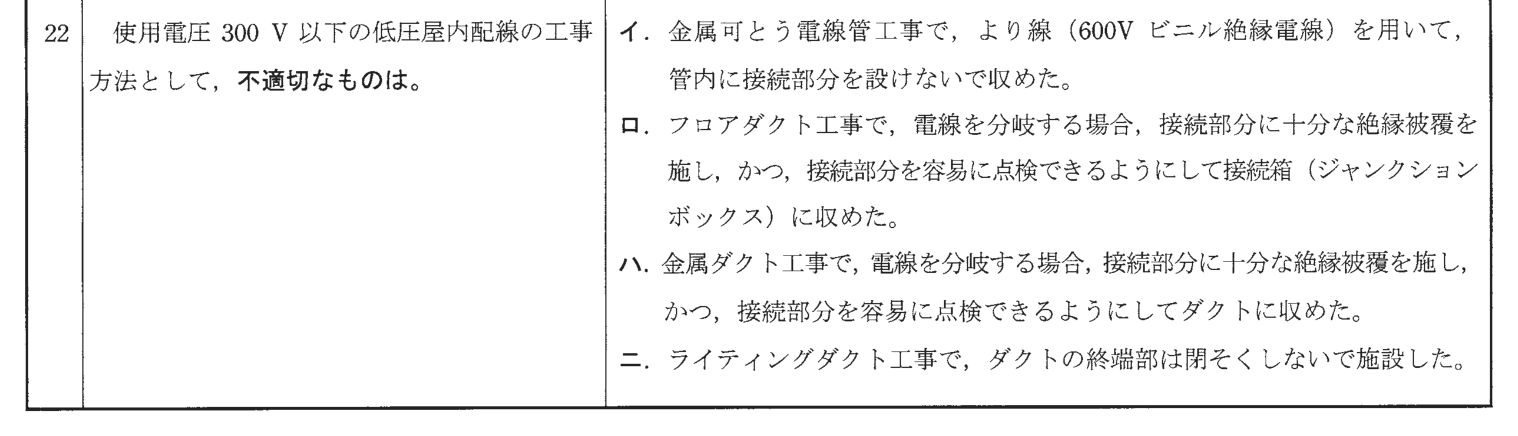 22
使用電圧 300 V 以下の低圧屋内配線の工事
方法として，不適切なものは。
イ．金属可とう電線管工事で，より線（600V ビニル絶縁電線）を用いて，
管内に接続部分を設けないで収めた。
ロ．フロアダクト工事で，電線を分岐する場合，接続部分に十分な絶縁被覆を
施し，かつ，接続部分を容易に点検できるようにして接続箱（ジャンクション
ボックス）に収めた。
ハ．金属ダクト工事で，電線を分岐する場合，接続部分に十分な絶縁被覆を施し，
かつ，接続部分を容易に点検できるようにしてダクトに収めた。
ニ．ライティングダクト工事で，ダクトの終端部は閉そくしないで施設した。